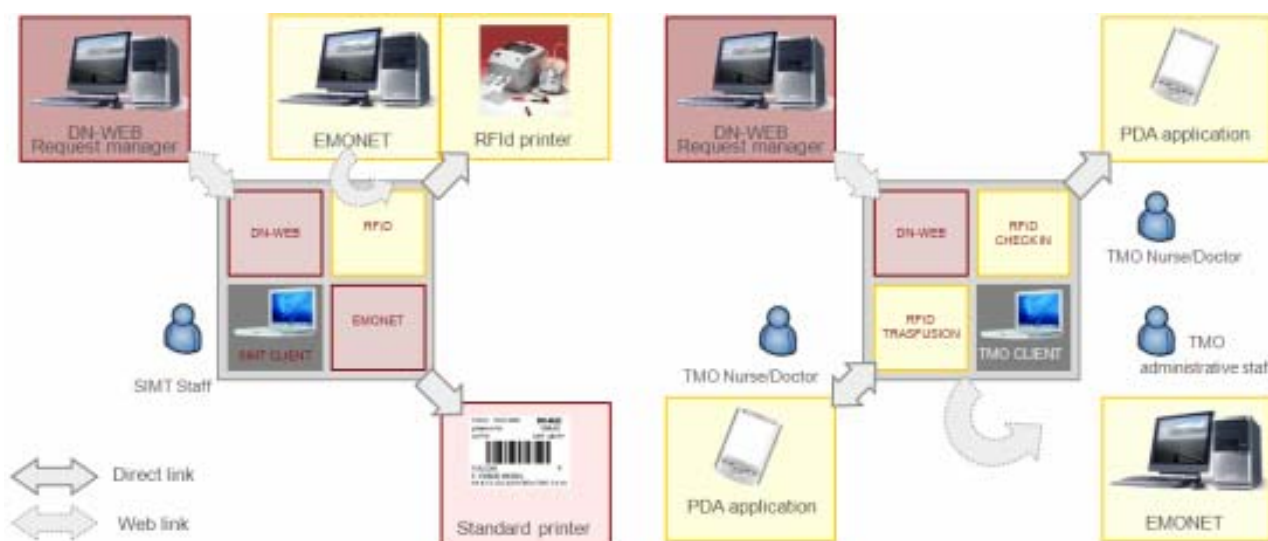 DN-WEB
Request manager
EMONET
RFId printer
DN-WEB
RFID
SIMT CLIENT
EMONET
SIMT Staff
Direct link
Web link
Standard printer
DN-WEB
Request manager
PDA application
DN-WEB
RFID
CHECK IN
TMO Nurse/Doctor
RFID
TRASFUSION
TMO CLIENT
TMO Nurse/Doctor
TMO
administrative staff
PDA application
EMONET